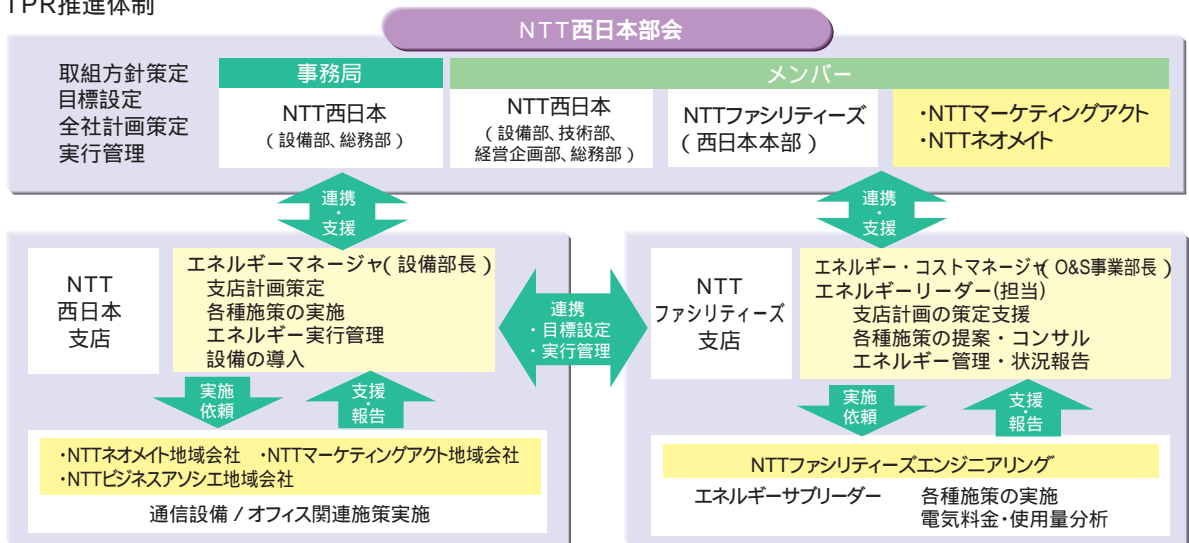 TPR推進体制
NTT西日本部会
取組方針策定
目標設定
全社計画策定
実行管理
事務局
NTT西日本
(設備部、総務部)
メンバー
NTT西日本
(設備部、技術部、
経営企画部、総務部)
NTTファシリティーズ
(西日本本部)
・NTTマーケティングアクト
・NTTネオメイト
連携
・
支援
連携
・
支援
NTT
西日本
支店
エネルギーマネージャ(設備部長)
支店計画策定
各種施策の実施
エネルギー実行管理
設備の導入
連携
・目標設定
・実行管理
NTT
ファシリティーズ
支店
エネルギー・コストマネージャ(O&S事業部長)
エネルギーリーダー(担当)
支店計画の策定支援
各種施策の提案・コンサル
エネルギー管理・状況報告
実施
依頼
支援
・
報告
実施
依頼
支援
・
報告
・NTTネオメイト地域会社 ・NTTマーケティングアクト地域会社
・NTTビジネスアソシエ地域会社
通信設備 / オフィス関連施策実施
NTTファシリティーズエンジニアリング
エネルギーサブリーダー 各種施策の実施
電気料金・使用量分析